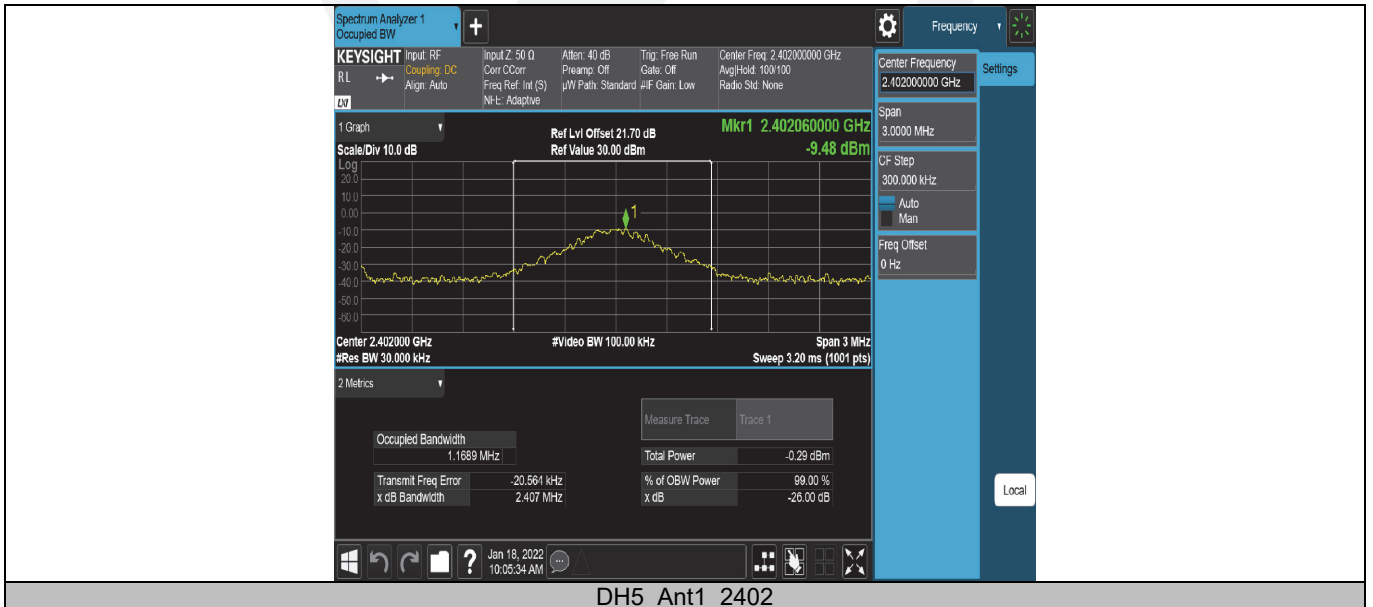 Spectrum Analyzer 1
Occupied BW
+
Frequency
KEYSIGHT
RL
LXI
Input: RF
Coupling: DC
Align: Auto
Input Z: 50 Ω
Corr CCorr
Freq Ref: Int (S)
NFE: Adaptive
Atten: 40 dB
Preamp: Off
µW Path: Standard
Trig: Free Run
Gate: Off
#IF Gain: Low
Center Freq: 2.402000000 GHz
Avg|Hold: 100/100
Radio Std: None
Center Frequency
2.402000000 GHz
Settings
Span
3.0000 MHz
CF Step
300.000 kHz
Auto
Man
Freq Offset
0 Hz
Local
1 Graph
Scale/Div 10.0 dB
Ref Lvl Offset 21.70 dB
Ref Value 30.00 dBm
Mkr1 2.402060000 GHz
-9.48 dBm
Log
20.0
10.0
0.00
-10.0
-20.0
-30.0
-40.0
-50.0
-60.0
1
Center 2.402000 GHz
#Video BW 100.00 kHz
Span 3 MHz
#Res BW 30.000 kHz
Sweep 3.20 ms (1001 pts)
2 Metrics
Measure Trace
Trace 1
Occupied Bandwidth
1.1689 MHz
Total Power
-0.29 dBm
Transmit Freq Error
-20.564 kHz
% of OBW Power
99.00 %
x dB Bandwidth
2.407 MHz
x dB
-26.00 dB
?
Jan 18, 2022
10:05:34 AM
DH5_Ant1_2402